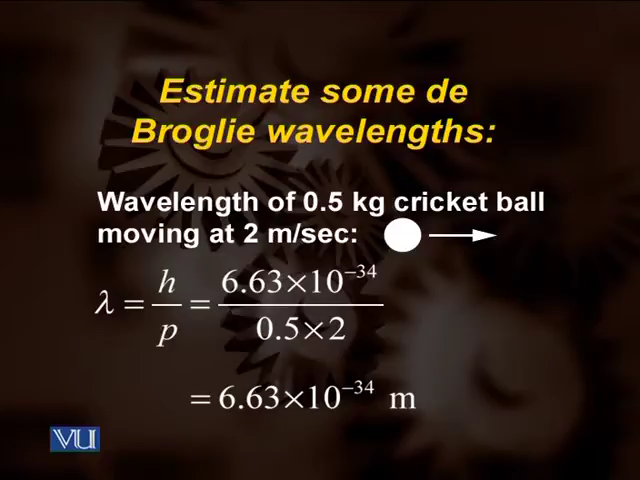 Estimate some de
Broglie wavelengths:
Wavelength of 0.5 kg cricket ball
moving at 2 m/sec:
λ = h/p = 6.63×10⁻³⁴/0.5×2
= 6.63×10⁻³⁴ m
VU